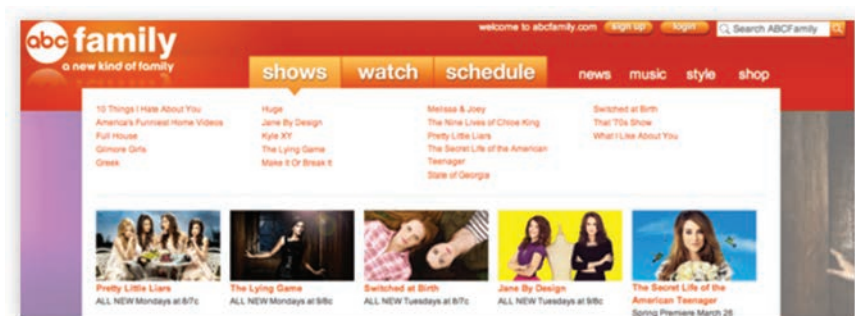 welcome to abcfamily.com sign up login Search ABCFamily
abc family
a new kind of family
shows watch schedule news music style shop
10 Things I Hate About You
America's Funniest Home Videos
Full House
Gilmore Girls
Greek
Huge
Jane By Design
Kyle XY
The Lying Game
Make It Or Break It
Melissa & Joey
The Nine Lives of Chloe King
Pretty Little Liars
The Secret Life of the American
Teenager
State of Georgia
Switched at Birth
That '70s Show
What I Like About You
Pretty Little Liars
ALL NEW Mondays at 8/7c
The Lying Game
ALL NEW Mondays at 9/8c
Switched at Birth
ALL NEW Tuesdays at 8/7c
Jane By Design
ALL NEW Tuesdays at 9/8c
The Secret Life of the
American Teenager
Spring Premiere March 26